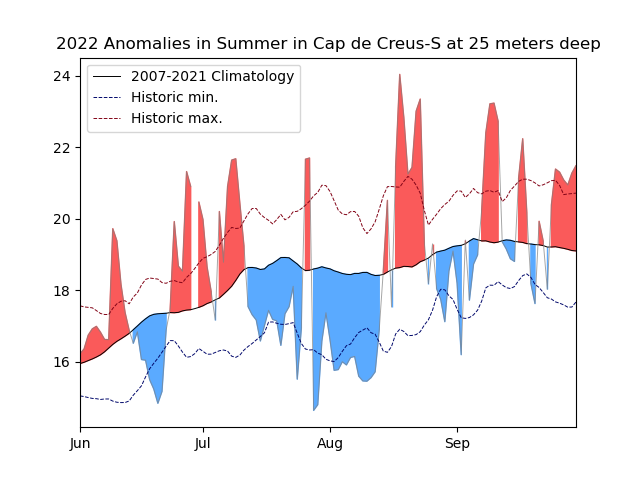 2022 Anomalies in Summer in Cap de Creus-S at 25 meters deep
2007-2021 Climatology
Historic min.
Historic max.
24
22
20
18
16
Jun Jul Aug Sep